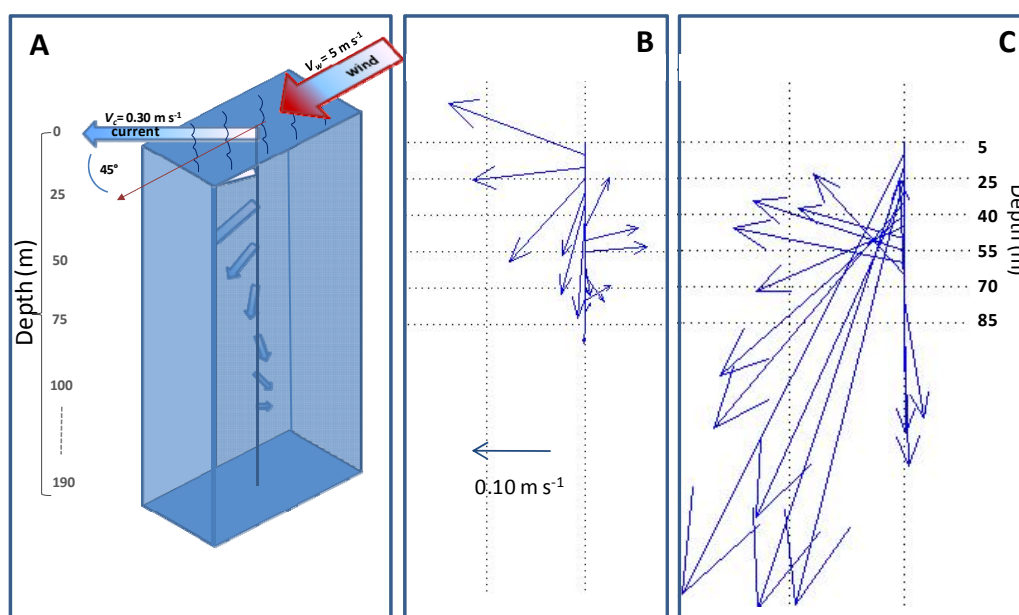 A
V_w = 5 m s⁻¹
wind
V_c = 0.30 m s⁻¹
current
45°
Depth (m)
0
25
50
75
100
190
B
0.10 m s⁻¹
C
5
25
40
55
70
85
Depth (m)